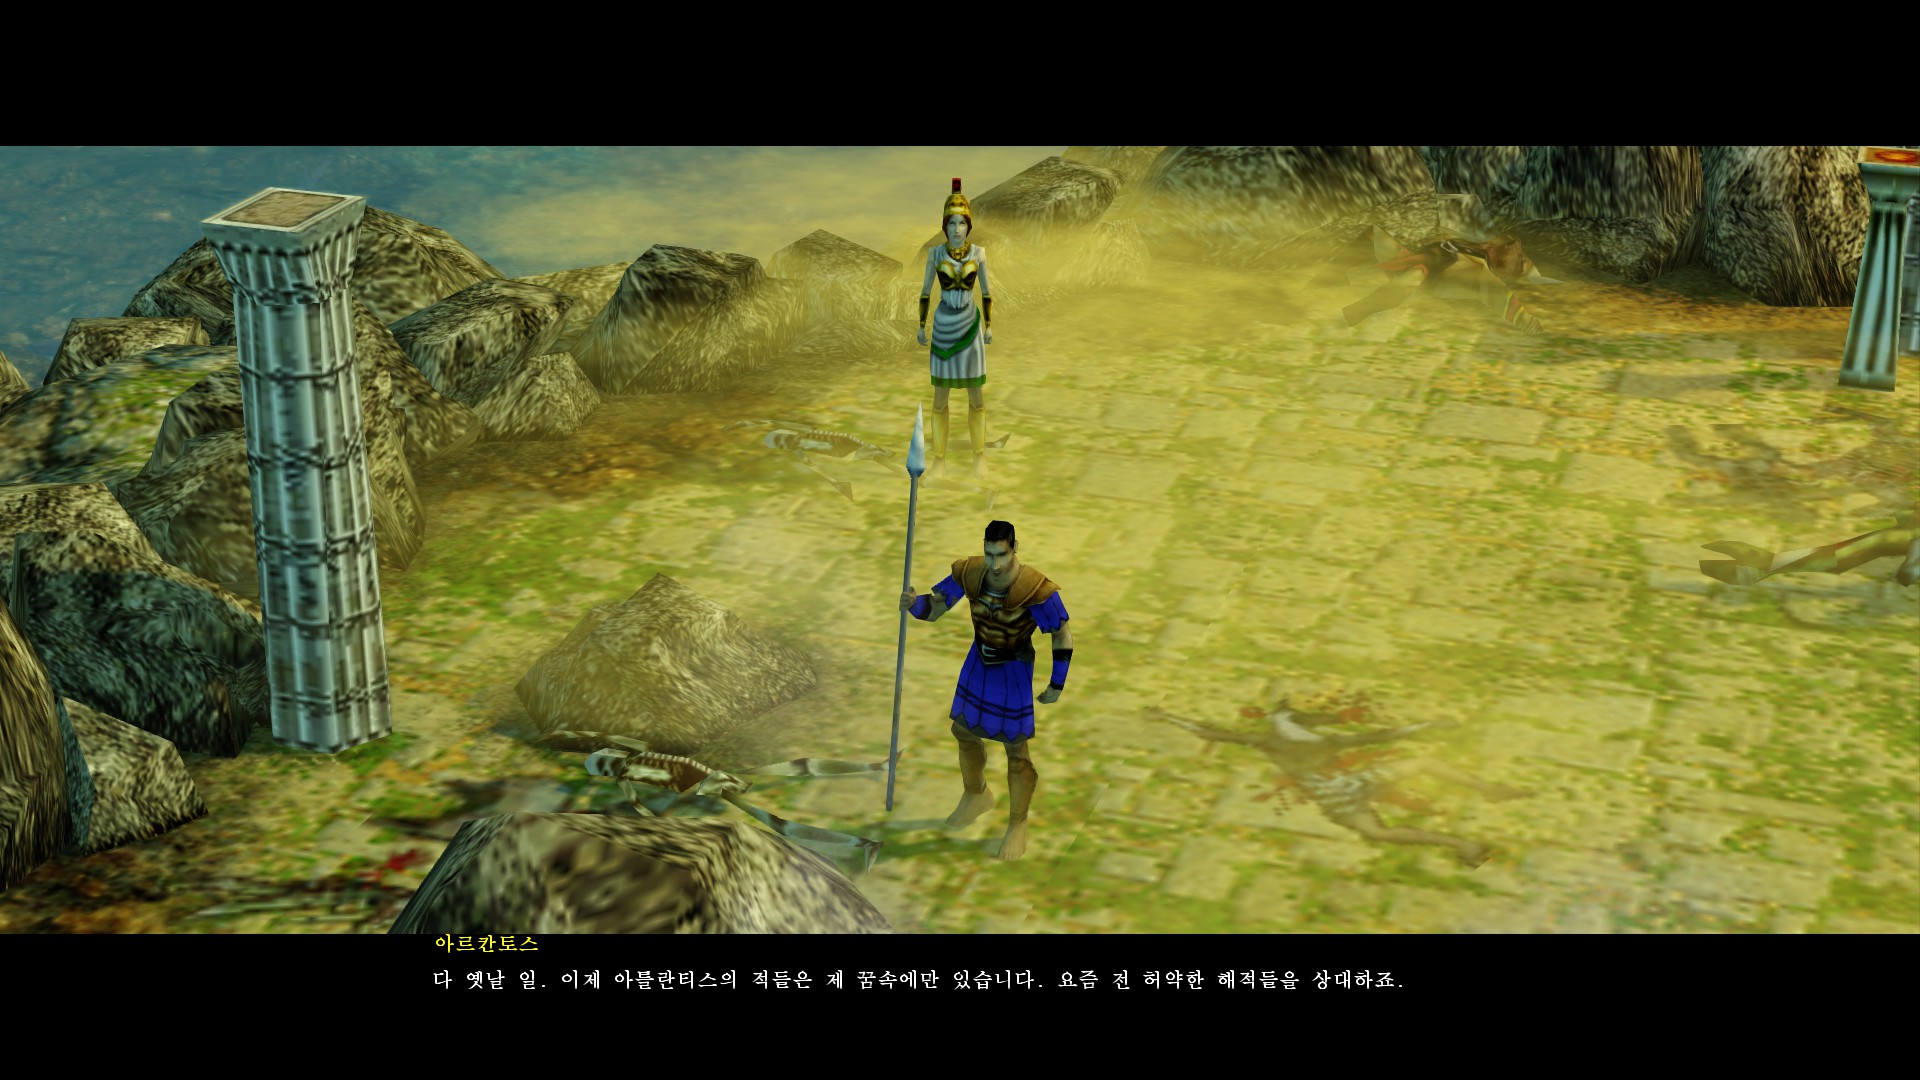 아르칸토스
다 옛날 일. 이제 아틀란티스의 적들은 제 꿈속에만 있습니다. 요즘 전 허약한 해적들을 상대하죠.